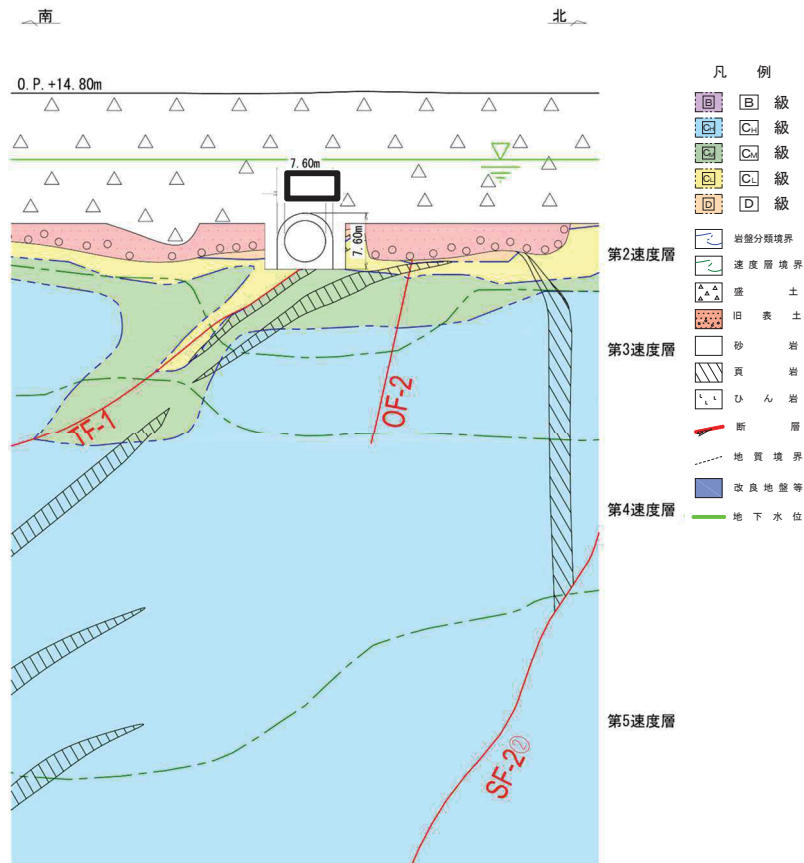 南
北
O.P.+14.80m
7.60m
7.60m
TF-1
OF-2
SF-2②
第2速度層
第3速度層
第4速度層
第5速度層
凡 例
B B 級
CH CH 級
CM CM 級
CL CL 級
D D 級
岩盤分類境界
速度層境界
盛 土
旧 表 土
砂 岩
頁 岩
ひ ん 岩
断 層
地 質 境 界
改 良 地 盤 等
地 下 水 位